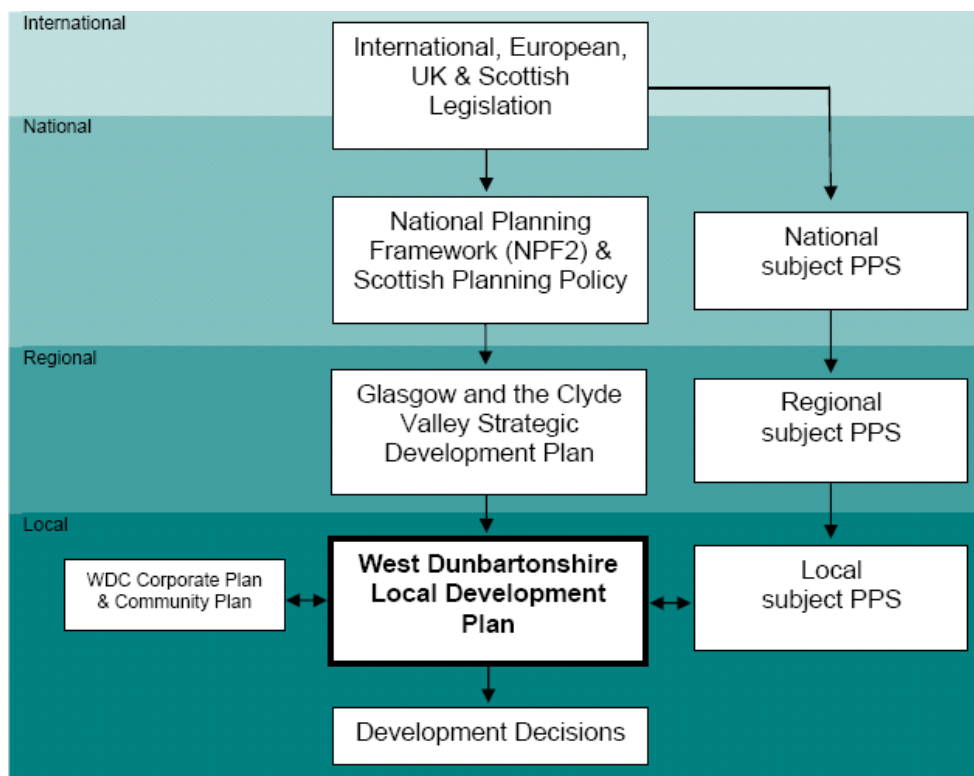 International
International, European,
UK & Scottish
Legislation
National
National Planning
Framework (NPF2) &
Scottish Planning Policy
National
subject PPS
Regional
Glasgow and the Clyde
Valley Strategic
Development Plan
Regional
subject PPS
Local
WDC Corporate Plan
& Community Plan
West Dunbartonshire
Local Development
Plan
Local
subject PPS
Development Decisions